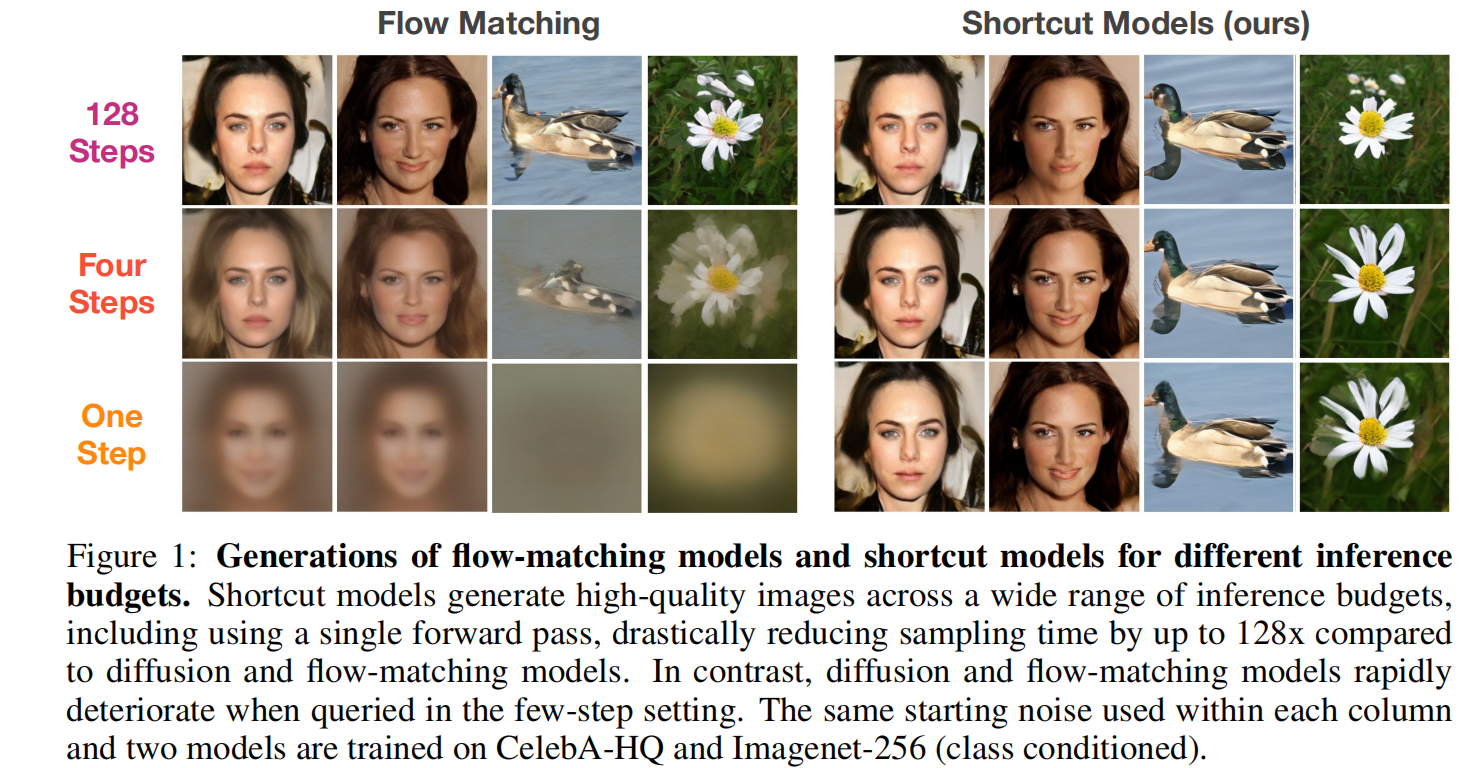 Flow Matching
Shortcut Models (ours)
128
Steps
Four
Steps
One
Step
Figure 1: Generations of flow-matching models and shortcut models for different inference
budgets. Shortcut models generate high-quality images across a wide range of inference budgets,
including using a single forward pass, drastically reducing sampling time by up to 128x compared
to diffusion and flow-matching models. In contrast, diffusion and flow-matching models rapidly
deteriorate when queried in the few-step setting. The same starting noise used within each column
and two models are trained on CelebA-HQ and Imagenet-256 (class conditioned).